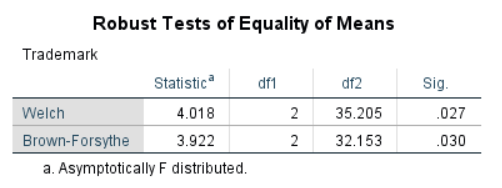 Robust Tests of Equality of Means
Trademark
Statisticᵃ df1 df2 Sig.
Welch 4.018 2 35.205 .027
Brown-Forsythe 3.922 2 32.153 .030
a. Asymptotically F distributed.